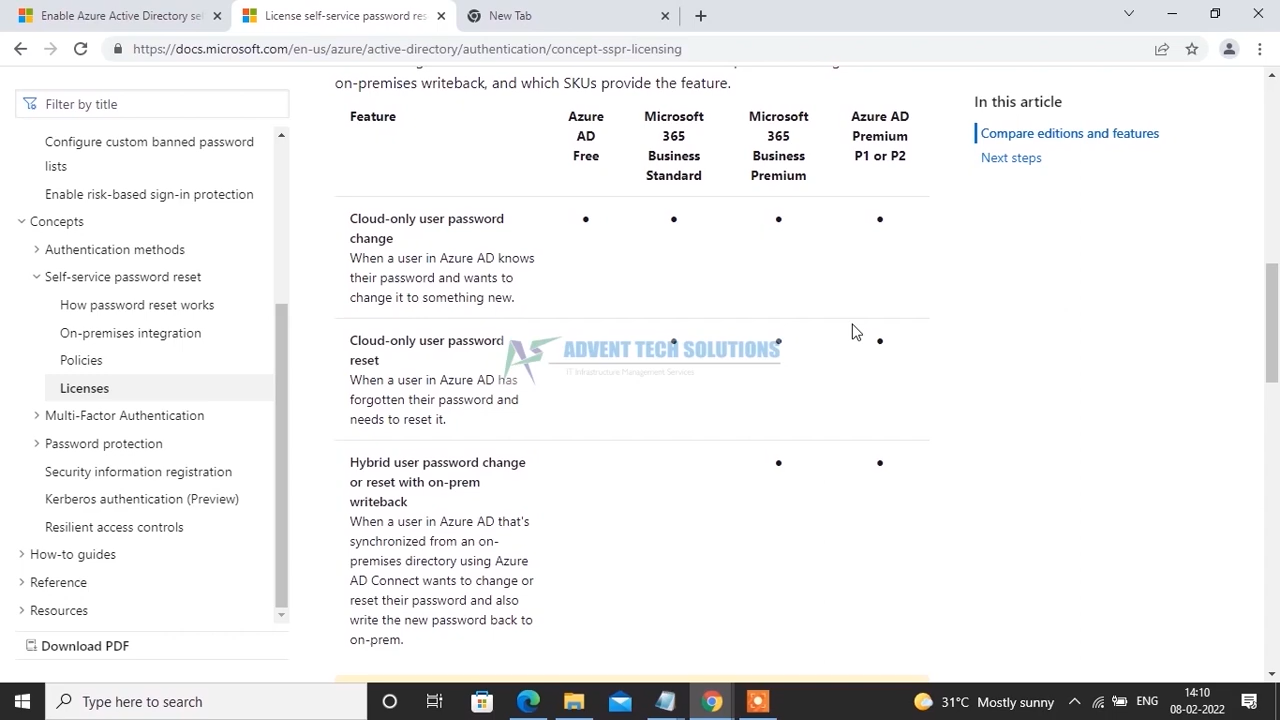 Enable Azure Active Directory sel
License self-service password res
New Tab
https://docs.microsoft.com/en-us/azure/active-directory/authentication/concept-sspr-licensing
on-premises writeback, and which SKUs provide the feature.
Filter by title
Configure custom banned password
lists
Enable risk-based sign-in protection
Concepts
Authentication methods
Self-service password reset
How password reset works
On-premises integration
Policies
Licenses
Multi-Factor Authentication
Password protection
Security information registration
Kerberos authentication (Preview)
Resilient access controls
How-to guides
Reference
Resources
Download PDF
Feature
Azure
AD
Free
Microsoft
365
Business
Standard
Microsoft
365
Business
Premium
Azure AD
Premium
P1 or P2
Cloud-only user password
change
When a user in Azure AD knows
their password and wants to
change it to something new.
Cloud-only user password
reset
When a user in Azure AD has
forgotten their password and
needs to reset it.
Hybrid user password change
or reset with on-prem
writeback
When a user in Azure AD that's
synchronized from an on-
premises directory using Azure
AD Connect wants to change or
reset their password and also
write the new password back to
on-prem.
ADVENT TECH SOLUTIONS
IT Infrastructure Management Services
In this article
Compare editions and features
Next steps
Type here to search
31°C Mostly sunny
ENG
14:10
08-02-2022